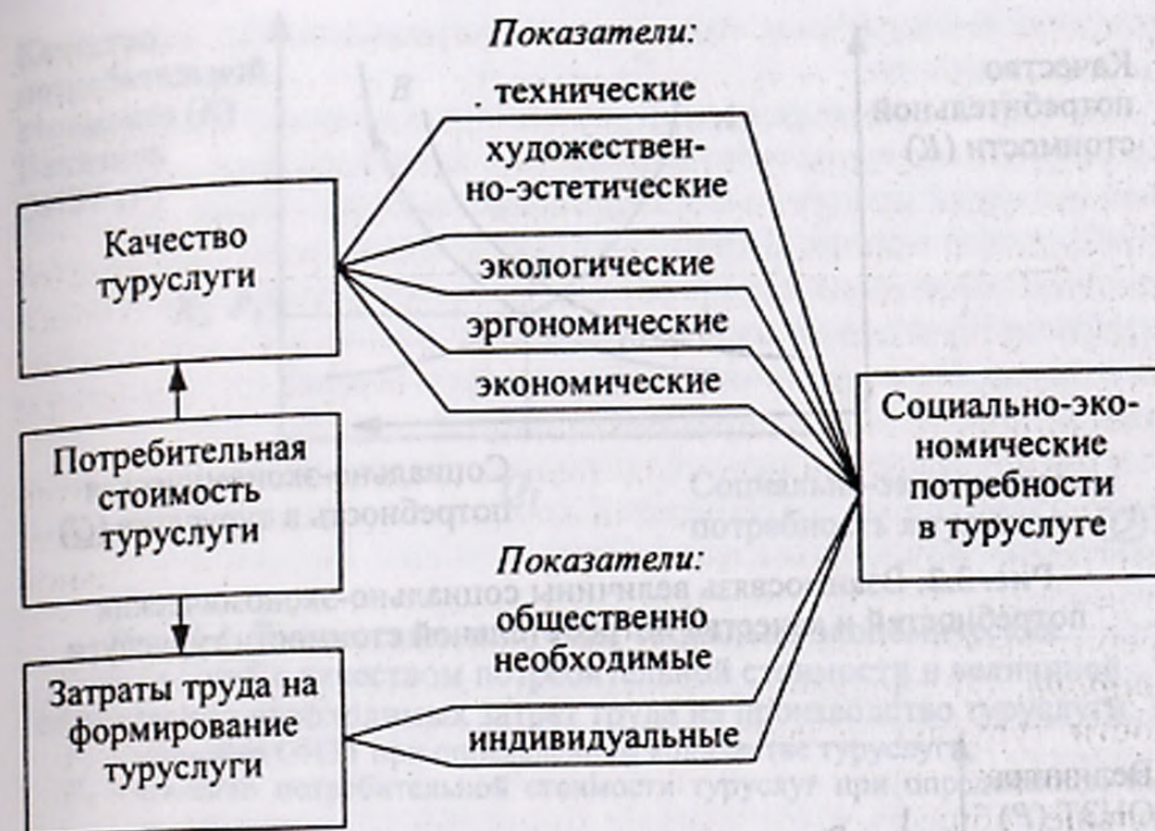 Показатели:
технические
художествен-
но-эстетические
экологические
эргономические
экономические
Качество
туруслуги
Потребительная
стоимость
туруслуги
Затраты труда на
формирование
туруслуги
Показатели:
общественно
необходимые
индивидуальные
Социально-эко-
номические
потребности
в туруслуге